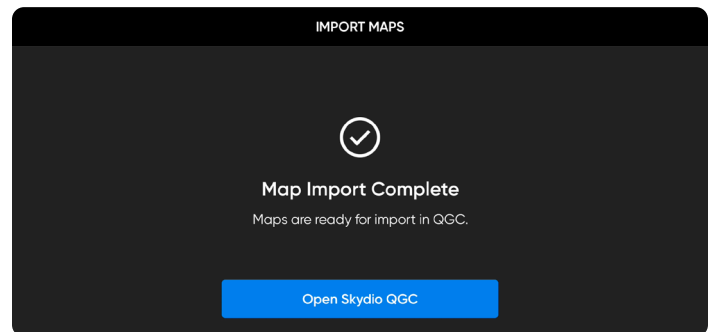 IMPORT MAPS
Map Import Complete
Maps are ready for import in QGC.
Open Skydio QGC